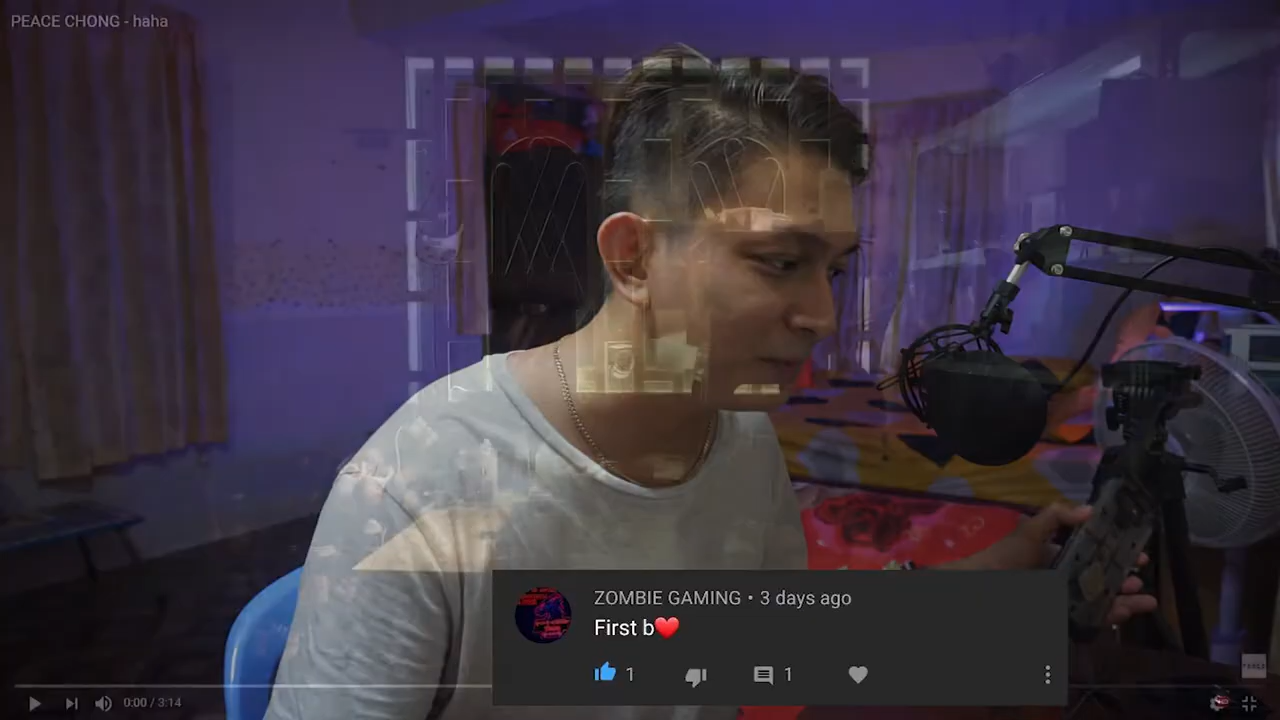 PEACE CHONG - haha
ZOMBIE GAMING • 3 days ago
First b❤️
1
1
0:00 / 3:14